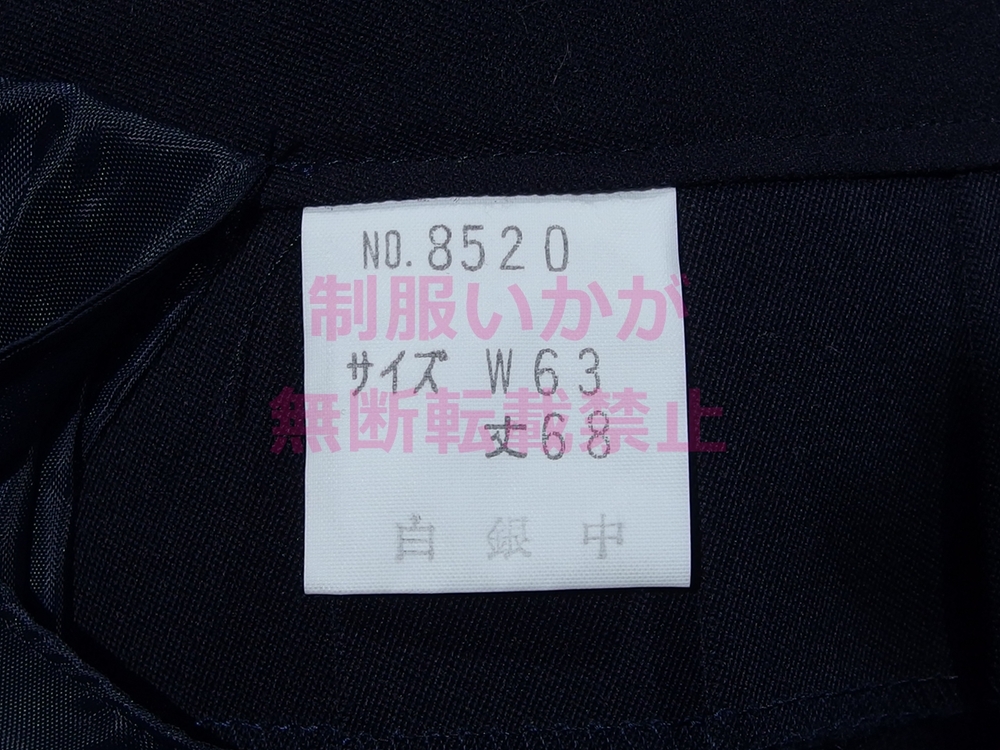 NO.8520
制服いかが
サイズ W63
無断転載禁止
丈68
白銀中